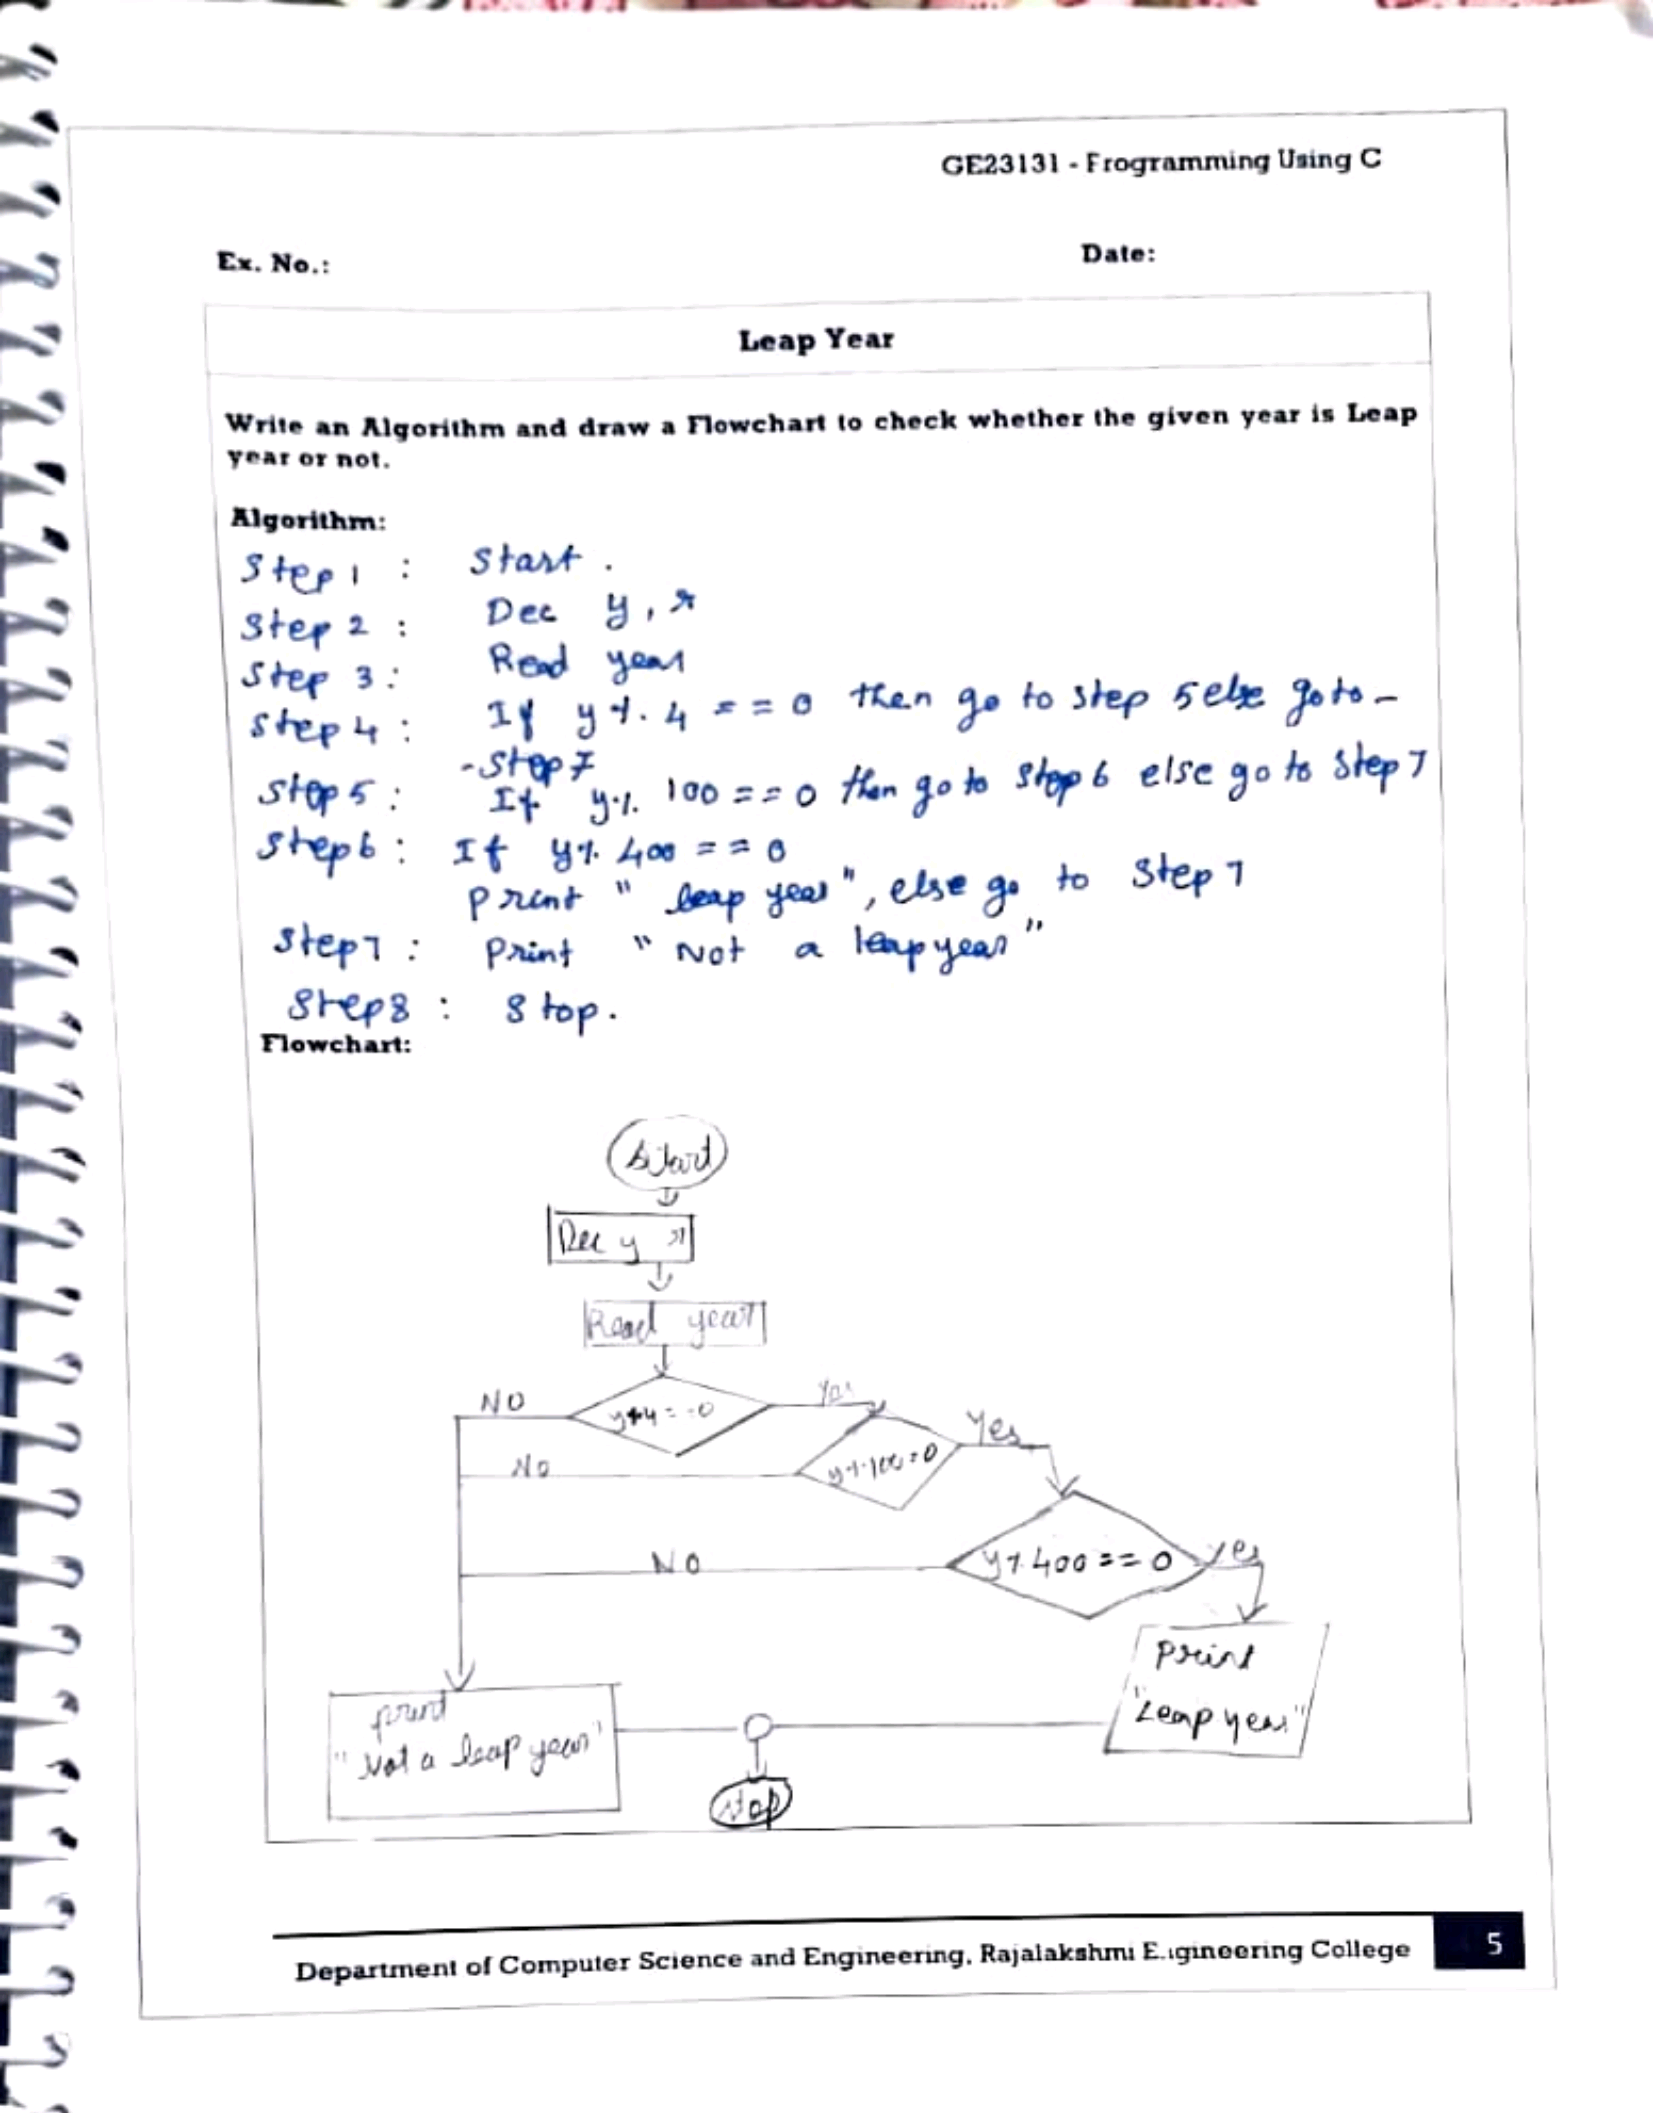 GE23131 - Programming Using C
Ex. No.:
Date:
Leap Year
Write an Algorithm and draw a Flowchart to check whether the given year is Leap
year or not.
Algorithm:
Step 1 : Start .
Step 2 : Dec y,
Step 3 : Read year
Step 4 : If y % 4 == 0 then go to step 5 else go to -
- Step 7
Step 5 : If y % 100 == 0 then go to step 6 else go to step 7
Step 6 : If y % 400 == 0
Print " leap year ", else go to step 7
Step 7 : Print " Not a leap year "
Step 8 : Stop.
Flowchart:
Start
Dec y
Read year
NO
y%4==0
Yes
No
y%100=0
Yes
NO
y%400==0
yes
print
"Not a leap year"
Print
"Leap year"
stop
Department of Computer Science and Engineering, Rajalakshmi Engineering College
5